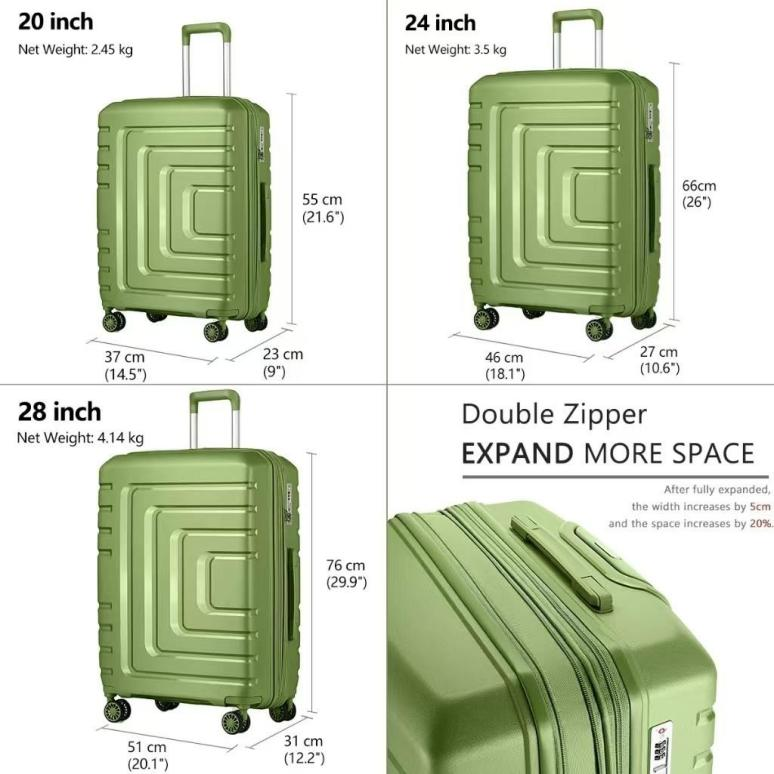 20 inch
Net Weight: 2.45 kg
55 cm
(21.6")
37 cm
(14.5")
23 cm
(9")
24 inch
Net Weight: 3.5 kg
66cm
(26")
46 cm
(18.1")
27 cm
(10.6")
28 inch
Net Weight: 4.14 kg
76 cm
(29.9")
51 cm
(20.1")
31 cm
(12.2")
Double Zipper
EXPAND MORE SPACE
After fully expanded,
the width increases by 5cm
and the space increases by 20%.